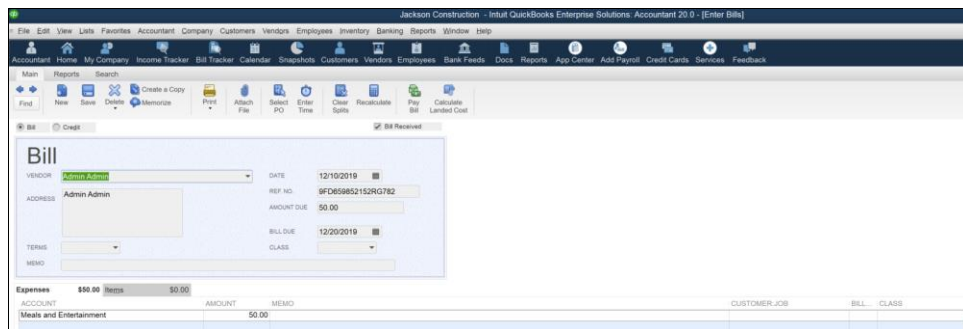 Jackson Construction - Intuit QuickBooks Enterprise Solutions: Accountant 20.0 - [Enter Bills]
File Edit View Lists Favorites Accountant Company Customers Vendors Employees Inventory Banking Reports Window Help
Accountant Home My Company Income Tracker Bill Tracker Calendar Snapshots Customers Vendors Employees Bank Feeds Docs Reports App Center Add Payroll Credit Cards Services Feedback
Main Reports Search
Find New Save Delete Create a Copy Memorize Print Attach File Select PO Enter Time Clear Splits Recalculate Pay Bill Calculate Landed Cost
Bill Credit Bill Received
Bill
VENDOR Admin Admin DATE 12/10/2019
ADDRESS Admin Admin REF. NO. 9FD659852152RG782
AMOUNT DUE 50.00
BILL DUE 12/20/2019
TERMS CLASS
MEMO
Expenses $50.00 Items $0.00
ACCOUNT AMOUNT MEMO CUSTOMER:JOB BILL... CLASS
Meals and Entertainment 50.00